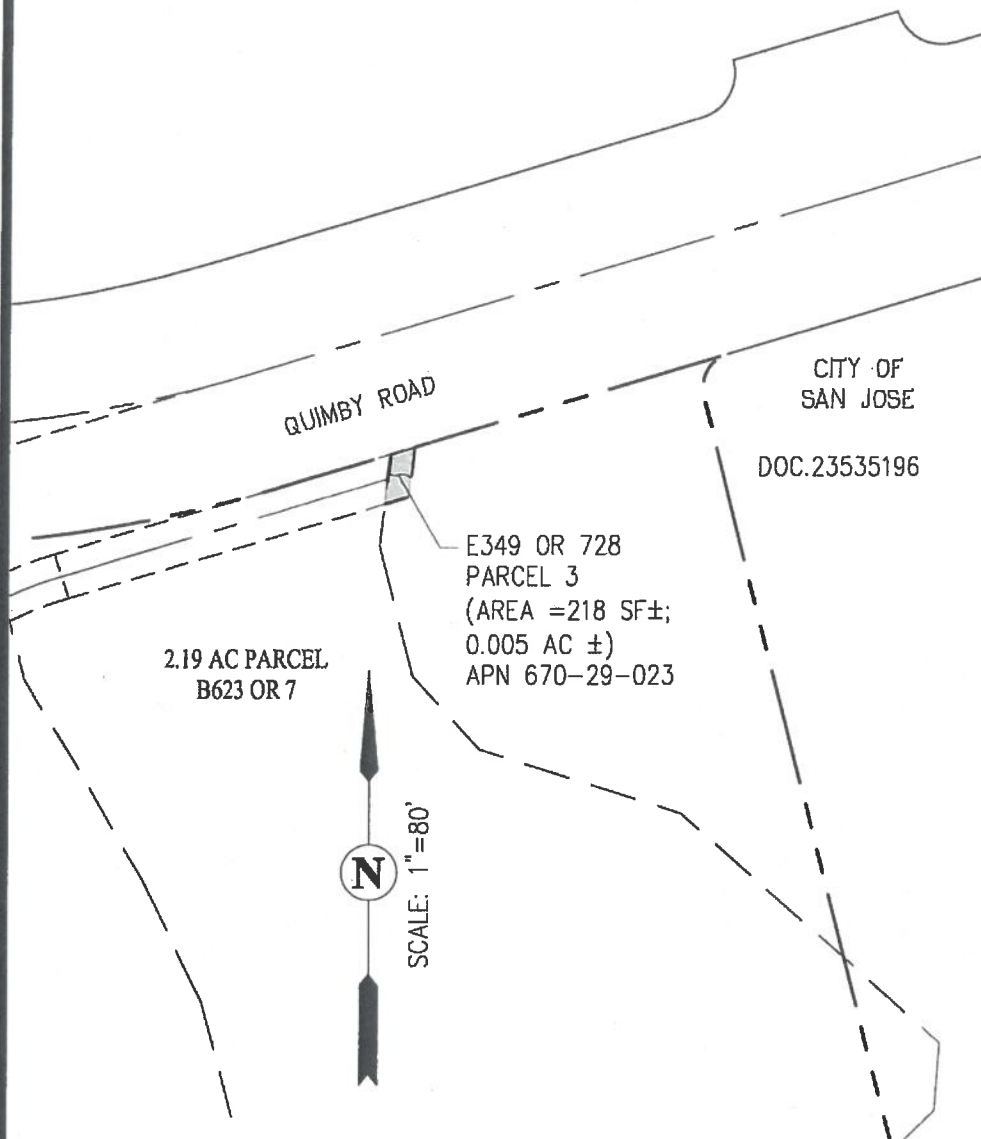 QUIMBY ROAD
CITY OF
SAN JOSE
DOC.23535196
E349 OR 728
PARCEL 3
(AREA =218 SF±;
0.005 AC ±)
APN 670-29-023
2.19 AC PARCEL
B623 OR 7
N
SCALE: 1"=80'